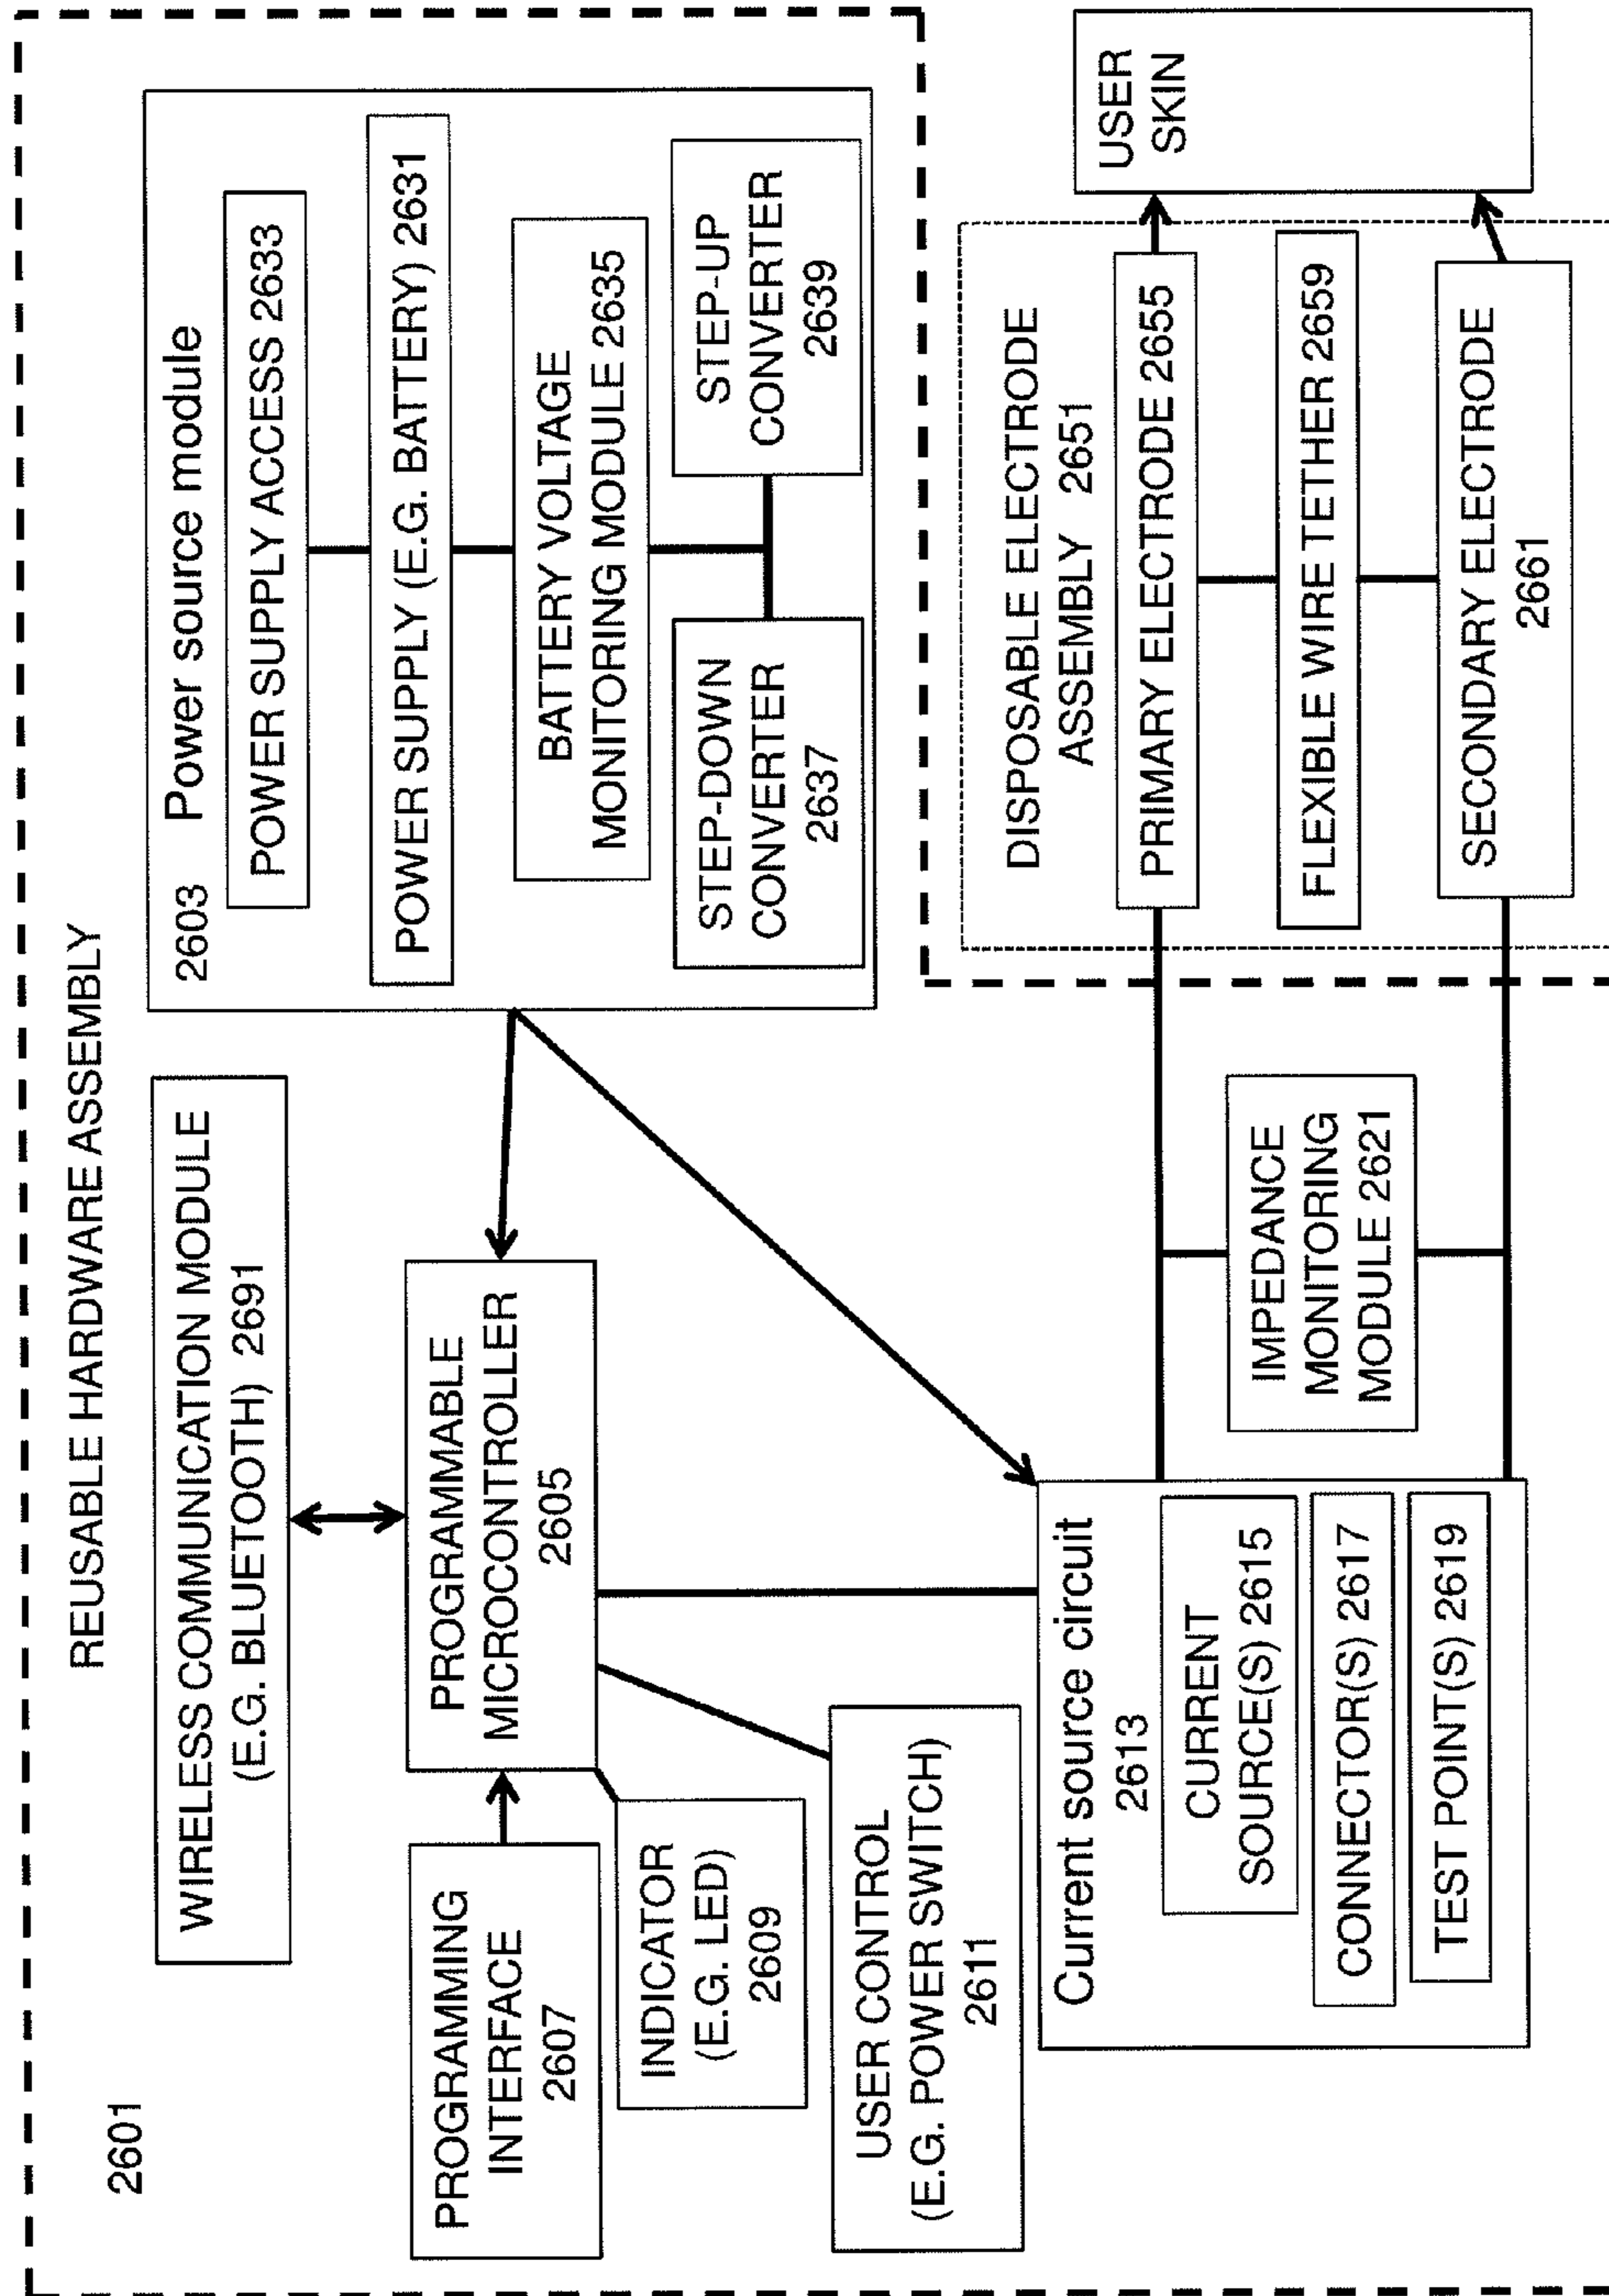 REUSABLE HARDWARE ASSEMBLY
2601
WIRELESS COMMUNICATION MODULE
(E.G. BLUETOOTH) 2691
PROGRAMMING
INTERFACE
2607
PROGRAMMABLE
MICROCONTROLLER
2605
INDICATOR
(E.G. LED)
2609
USER CONTROL
(E.G. POWER SWITCH)
2611
2603 Power source module
POWER SUPPLY ACCESS 2633
POWER SUPPLY (E.G. BATTERY) 2631
BATTERY VOLTAGE
MONITORING MODULE 2635
STEP-DOWN
CONVERTER
2637
STEP-UP
CONVERTER
2639
Current source circuit
2613
CURRENT
SOURCE(S) 2615
CONNECTOR(S) 2617
TEST POINT(S) 2619
IMPEDANCE
MONITORING
MODULE 2621
DISPOSABLE ELECTRODE
ASSEMBLY 2651
PRIMARY ELECTRODE 2655
FLEXIBLE WIRE TETHER 2659
SECONDARY ELECTRODE
2661
USER
SKIN